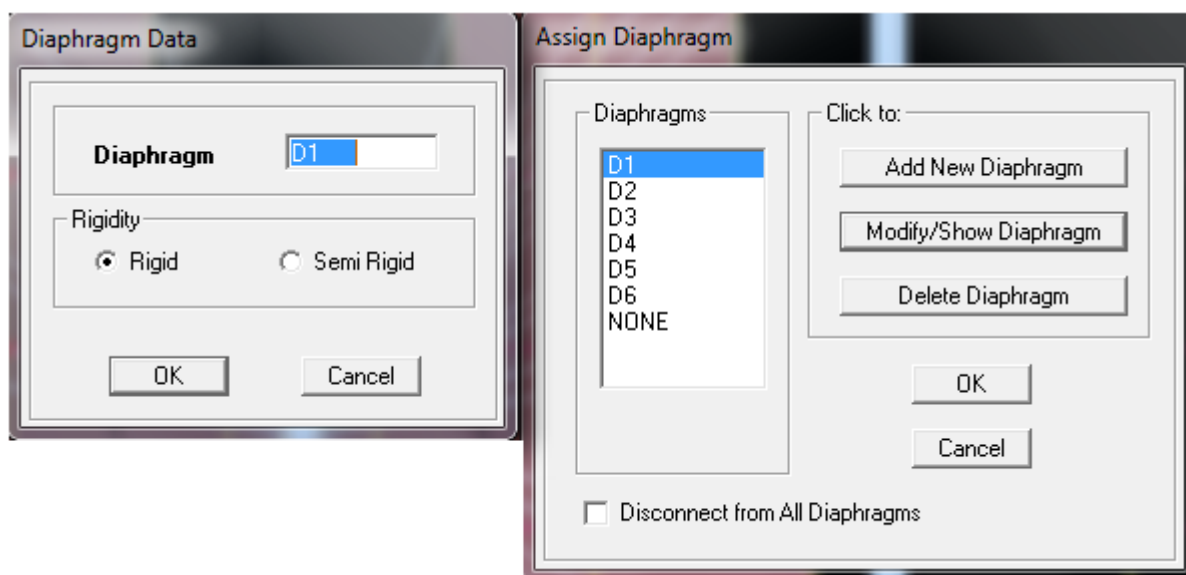 Diaphragm Data
Diaphragm D1
Rigidity
Rigid Semi Rigid
OK Cancel
Assign Diaphragm
Diaphragms
D1
D2
D3
D4
D5
D6
NONE
Click to:
Add New Diaphragm
Modify/Show Diaphragm
Delete Diaphragm
OK
Cancel
Disconnect from All Diaphragms